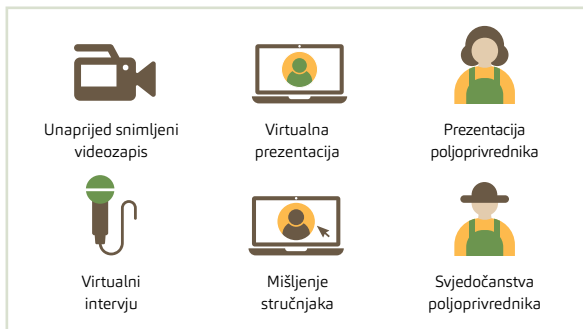 Unaprijed snimljeni
videozapis
Virtualna
prezentacija
Prezentacija
poljoprivrednika
Virtualni
intervju
Mišljenje
stručnjaka
Svjedočanstva
poljoprivrednika